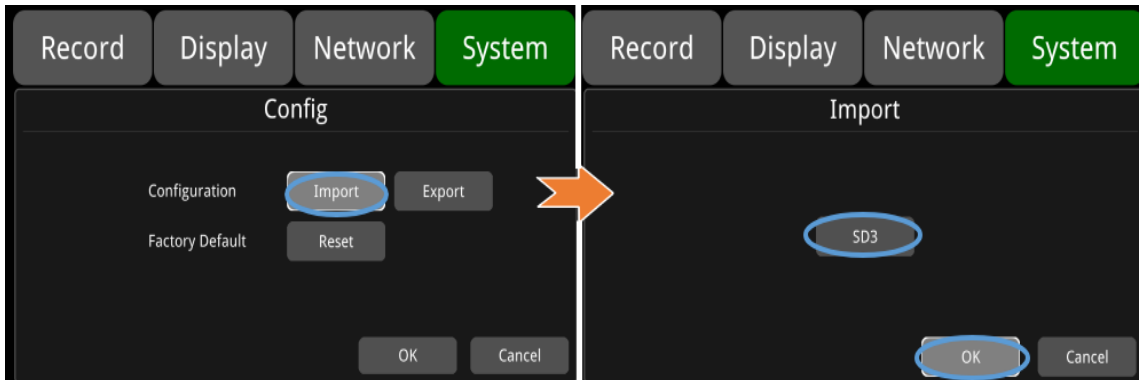 Record Display Network System
Config
Configuration Import Export
Factory Default Reset
OK Cancel
Record Display Network System
Import
SD3
OK Cancel